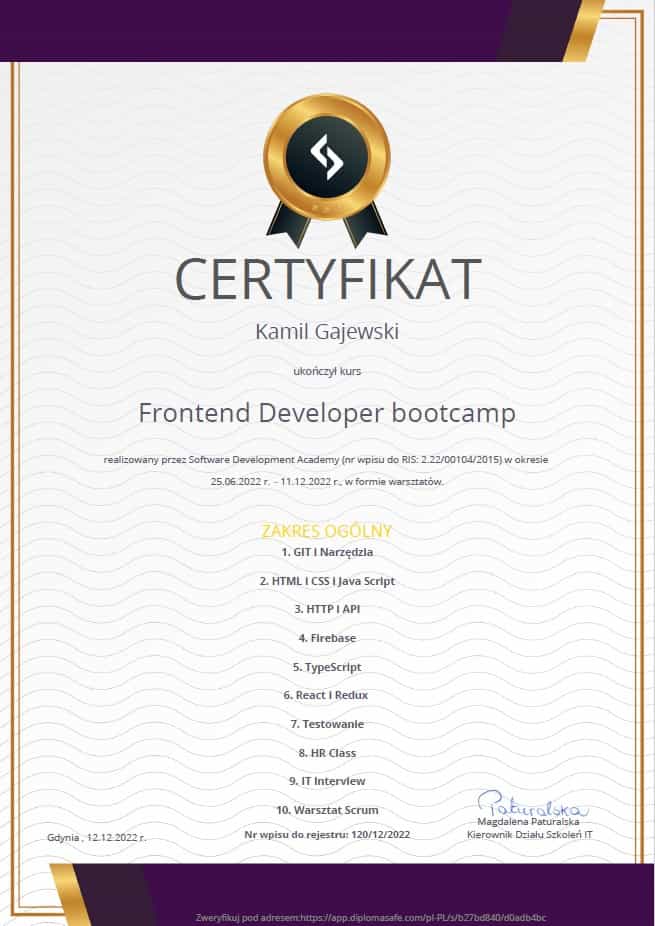 CERTYFIKAT
Kamil Gajewski
ukończył kurs
Frontend Developer bootcamp
realizowany przez Software Development Academy (nr wpisu do RIS: 2.22/00104/2015) w okresie
25.06.2022 r. - 11.12.2022 r., w formie warsztatów.
ZAKRES OGÓLNY
1. GIT i Narzędzia
2. HTML i CSS i Java Script
3. HTTP i API
4. Firebase
5. TypeScript
6. React i Redux
7. Testowanie
8. HR Class
9. IT Interview
10. Warsztat Scrum
Paturalska
Magdalena Paturalska
Gdynia , 12.12.2022 r.
Nr wpisu do rejestru: 120/12/2022
Kierownik Działu Szkoleń IT
Zweryfikuj pod adresem:https://app.diplomasafe.com/pl-PL/s/b27bd840/d0adb4bc